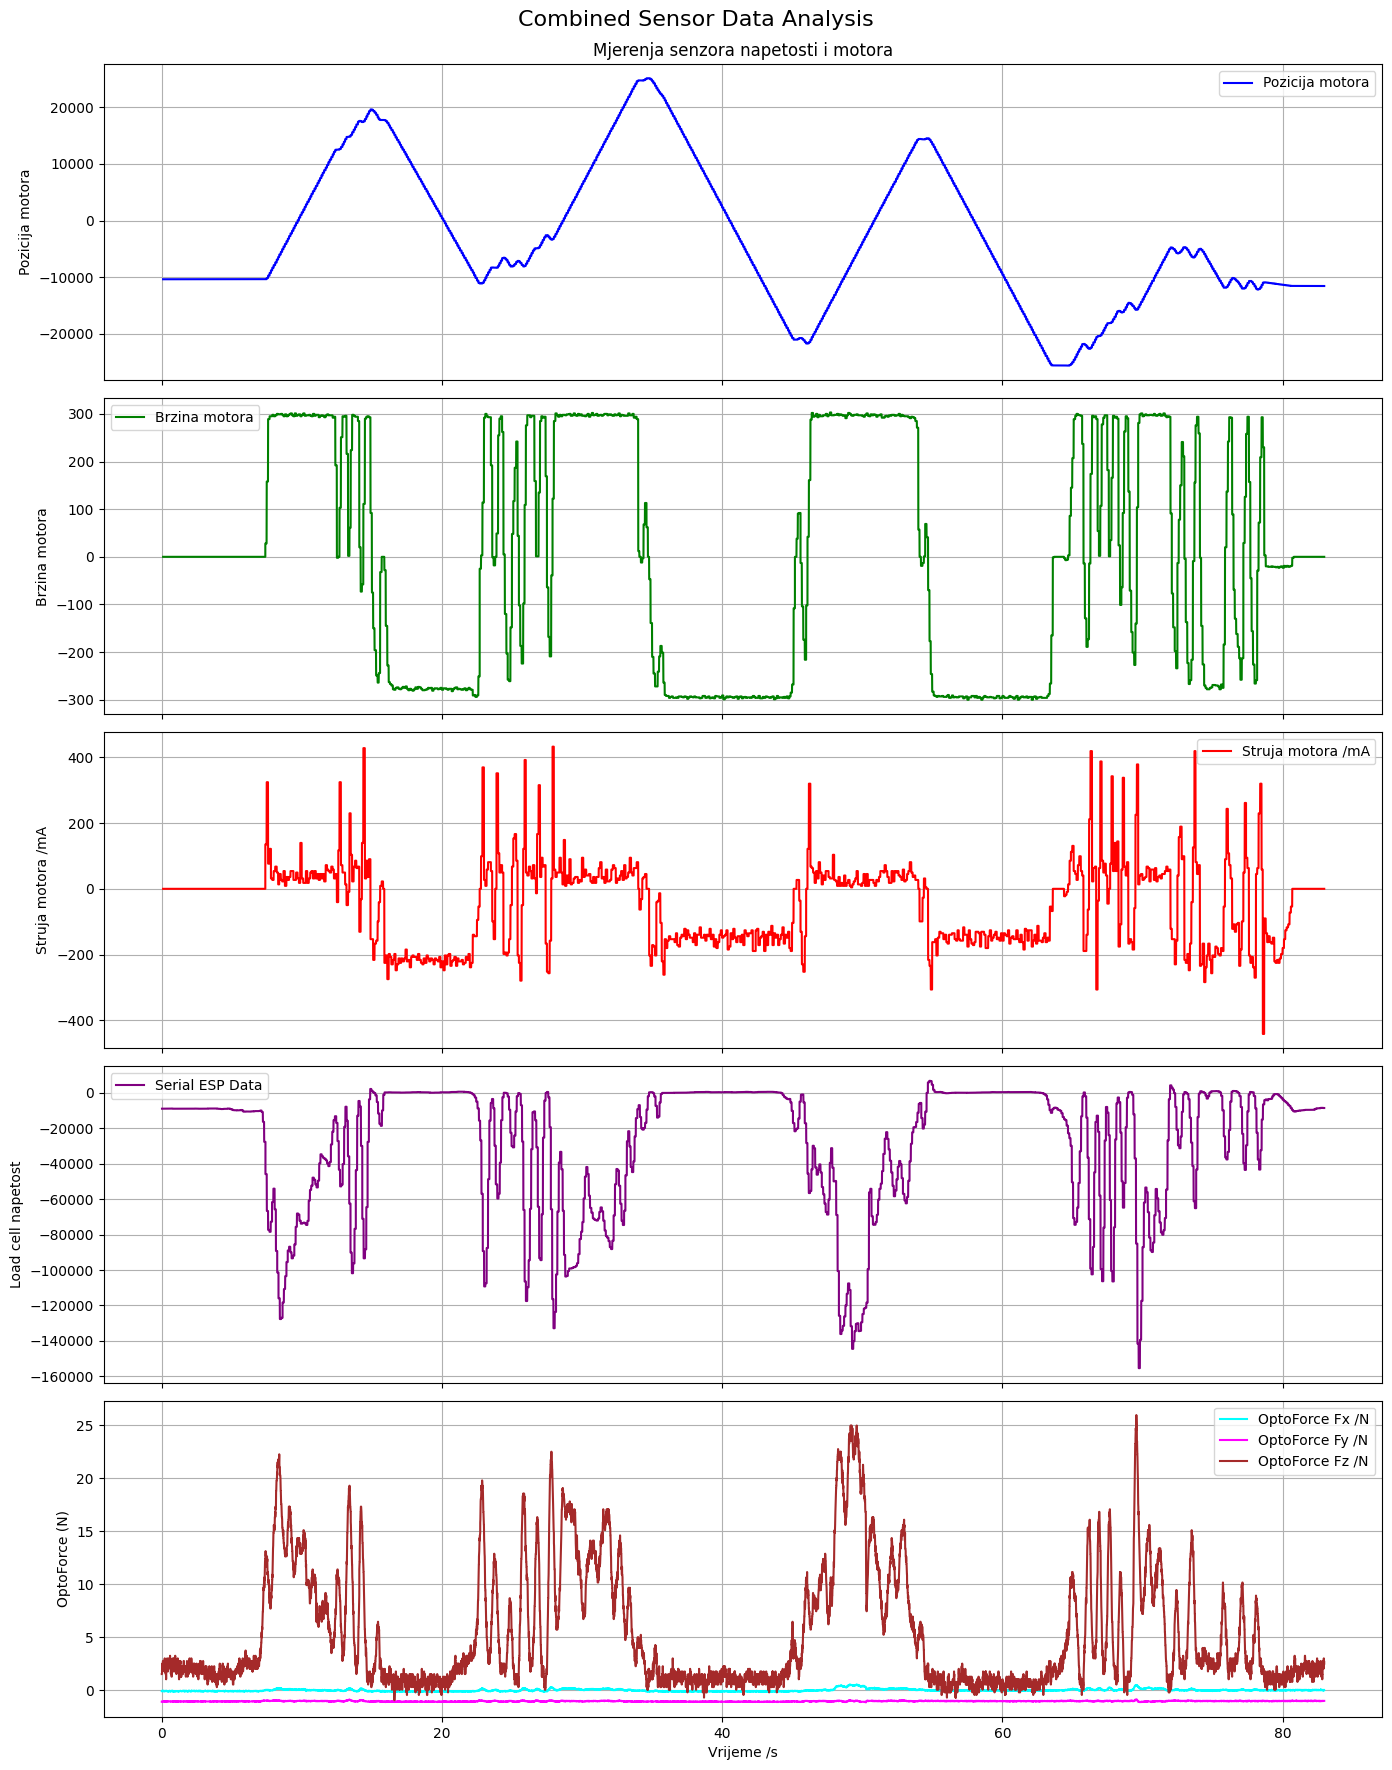 Combined Sensor Data Analysis
Mjerenja senzora napetosti i motora
Pozicija motora
Pozicija motora
20000
10000
0
−10000
−20000
Brzina motora
Brzina motora
300
200
100
0
−100
−200
−300
Struja motora /mA
Struja motora /mA
400
200
0
−200
−400
Serial ESP Data
Load cell napetost
0
−20000
−40000
−60000
−80000
−100000
−120000
−140000
−160000
OptoForce Fx /N
OptoForce Fy /N
OptoForce Fz /N
OptoForce (N)
25
20
15
10
5
0
0 20 40 60 80
Vrijeme /s